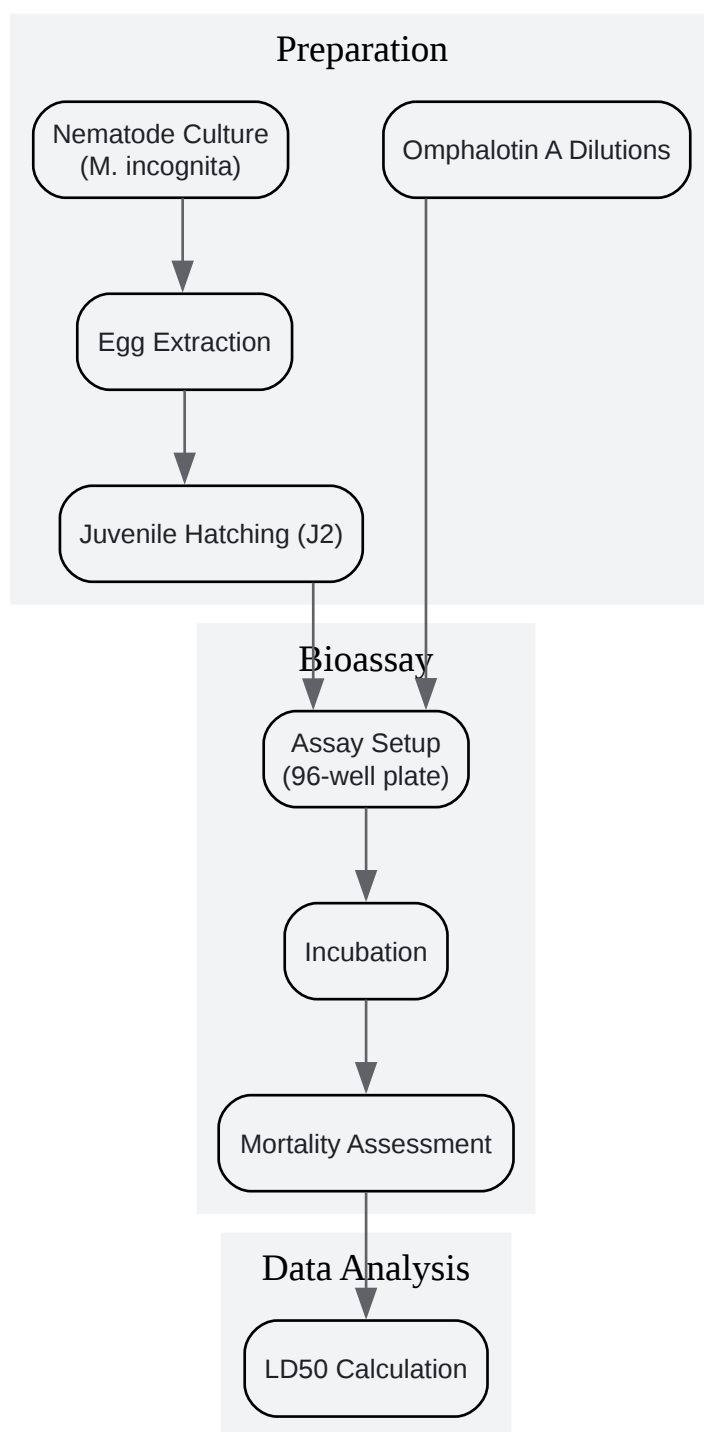 Preparation
Nematode Culture
(M. incognita)
Omphalotin A Dilutions
Egg Extraction
Juvenile Hatching (J2)
Bioassay
Assay Setup
(96-well plate)
Incubation
Mortality Assessment
Data Analysis
LD50 Calculation